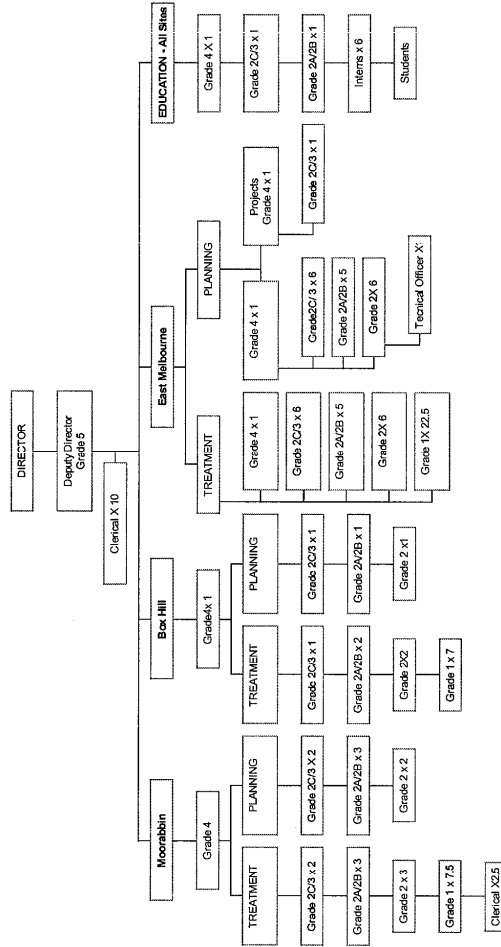 DIRECTOR
Deputy Director
Grade 5
Clerical X 10
Moorabbin
Grade 4
TREATMENT
Grade 2C/3 x 2
Grade 2A/2B x 3
Grade 2 x 3
Grade 1 x 7.5
Clerical X2.5
PLANNING
Grade 2C/3 X 2
Grade 2A/2B x 3
Grade 2 x 2
Box Hill
Grade4x 1
TREATMENT
Grade 2C/3 x 1
Grade 2A/2B x 2
Grade 2X2
Grade 1 x 7
PLANNING
Grade 2C/3 x 1
Grade 2A/2B x 1
Grade 2 x1
East Melbourne
TREATMENT
Grade 4 x 1
Grade 2C/3 x 6
Grade 2A/2B x 5
Grade 2X 6
Grade 1X 22.5
PLANNING
Grade 4 x 1
Grade2C/ 3 x 6
Grade 2A/2B x 5
Grade 2X 6
Tecnical Officer
Projects
Grade 4 x 1
Grade 2C/3 x 1
EDUCATION - All Sites
Grade 4 X 1
Grade 2C/3 x I
Grade 2A/2B x 1
Interns x 6
Students